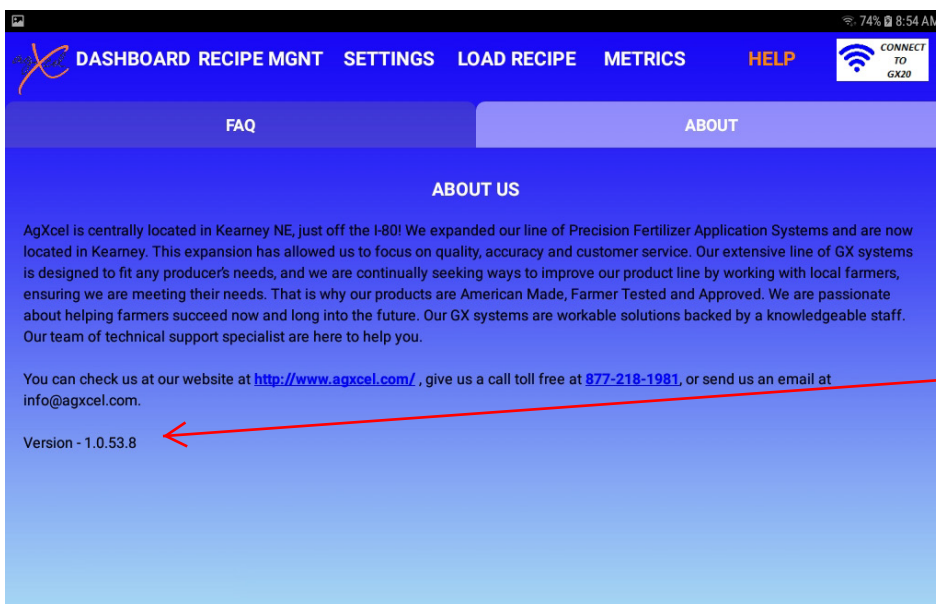 74% 8:54 AM
agXcel DASHBOARD RECIPE MGNT SETTINGS LOAD RECIPE METRICS HELP CONNECT
TO
GX20
FAQ ABOUT
ABOUT US
AgXcel is centrally located in Kearney NE, just off the I-80! We expanded our line of Precision Fertilizer Application Systems and are now
located in Kearney. This expansion has allowed us to focus on quality, accuracy and customer service. Our extensive line of GX systems
is designed to fit any producer's needs, and we are continually seeking ways to improve our product line by working with local farmers,
ensuring we are meeting their needs. That is why our products are American Made, Farmer Tested and Approved. We are passionate
about helping farmers succeed now and long into the future. Our GX systems are workable solutions backed by a knowledgeable staff.
Our team of technical support specialist are here to help you.
You can check us at our website at http://www.agxcel.com/ , give us a call toll free at 877-218-1981, or send us an email at
info@agxcel.com.
Version - 1.0.53.8